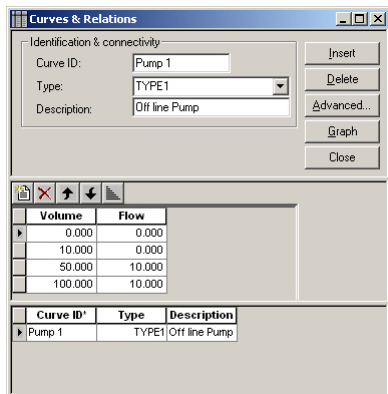 Curves & Relations
Identification & connectivity
Curve ID: Pump 1
Type: TYPE1
Description: Off line Pump
Insert
Delete
Advanced...
Graph
Close
Volume Flow
0.000 0.000
10.000 0.000
50.000 10.000
100.000 10.000
Curve ID* Type Description
Pump 1 TYPE1 Off line Pump